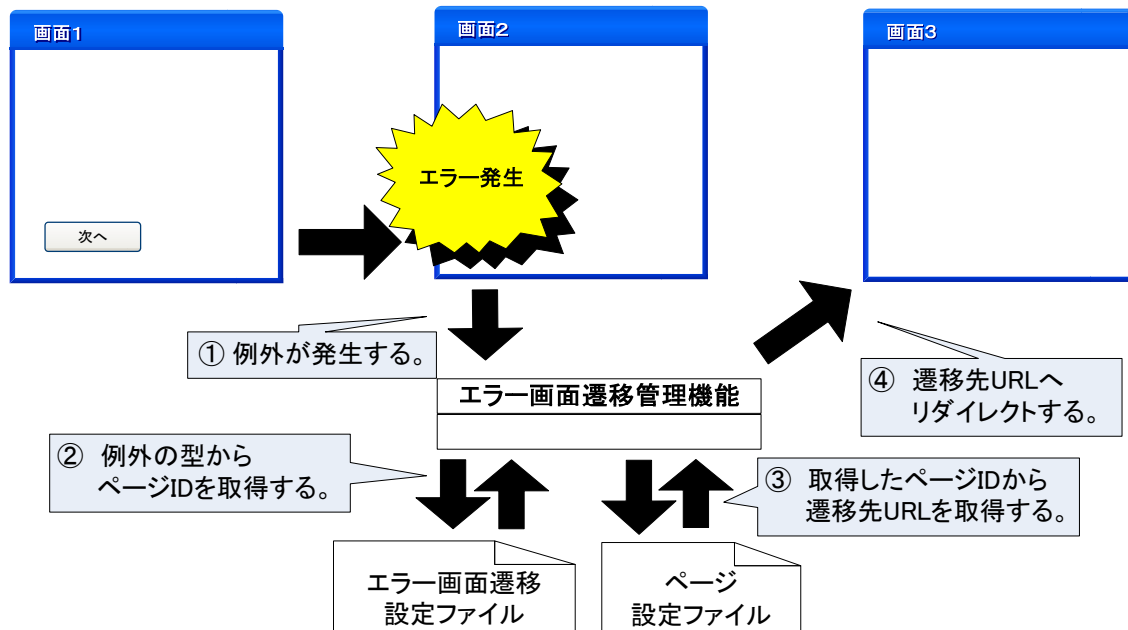 画面1
画面2
画面3
エラー発生
次へ
① 例外が発生する。
エラー画面遷移管理機能
④ 遷移先URLへ
リダイレクトする。
② 例外の型から
ページIDを取得する。
③ 取得したページIDから
遷移先URLを取得する。
エラー画面遷移
設定ファイル
ページ
設定ファイル